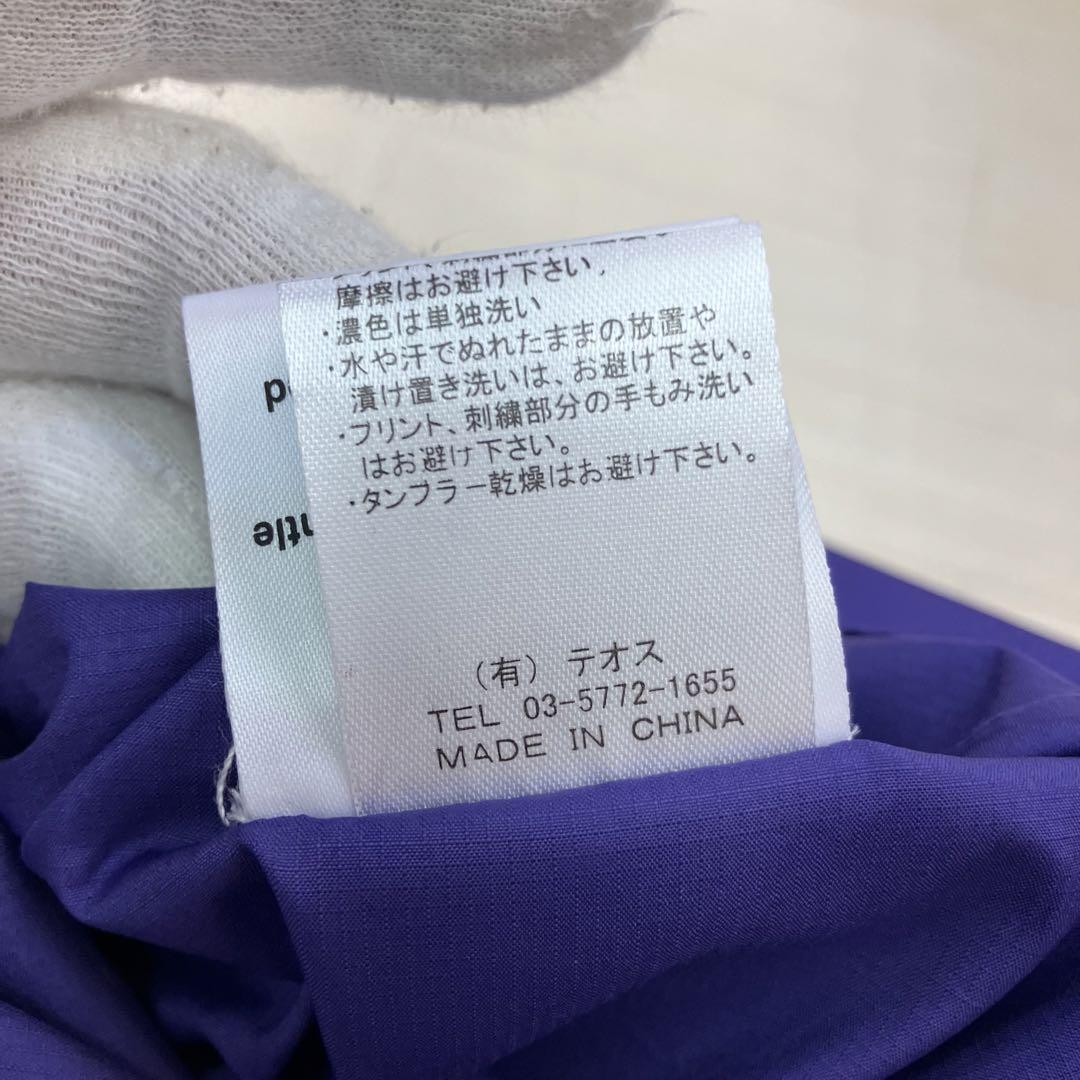 摩擦はお避け下さい.
・濃色は単独洗い
・水や汗でぬれたままの放置や
漬け置き洗いは、お避け下さい。
・プリント、刺繍部分の手もみ洗い
はお避け下さい。
・タンブラー乾燥はお避け下さい。
(有) テオス
TEL 03-5772-1655
MADE IN CHINA